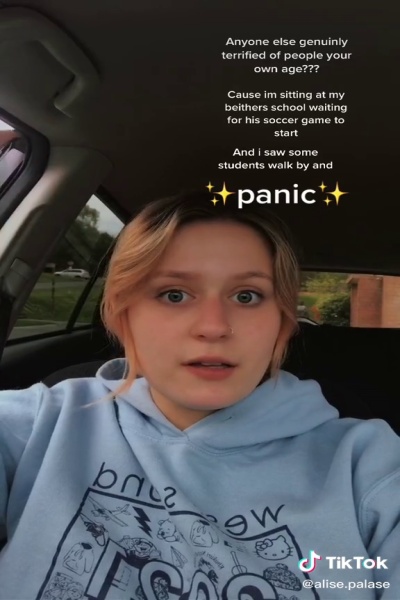 Anyone else genuinly
terrified of people your
own age???
Cause im sitting at my
beithers school waiting
for his soccer game to
start
And i saw some
students walk by and
✨panic✨
TikTok
@alise.palase